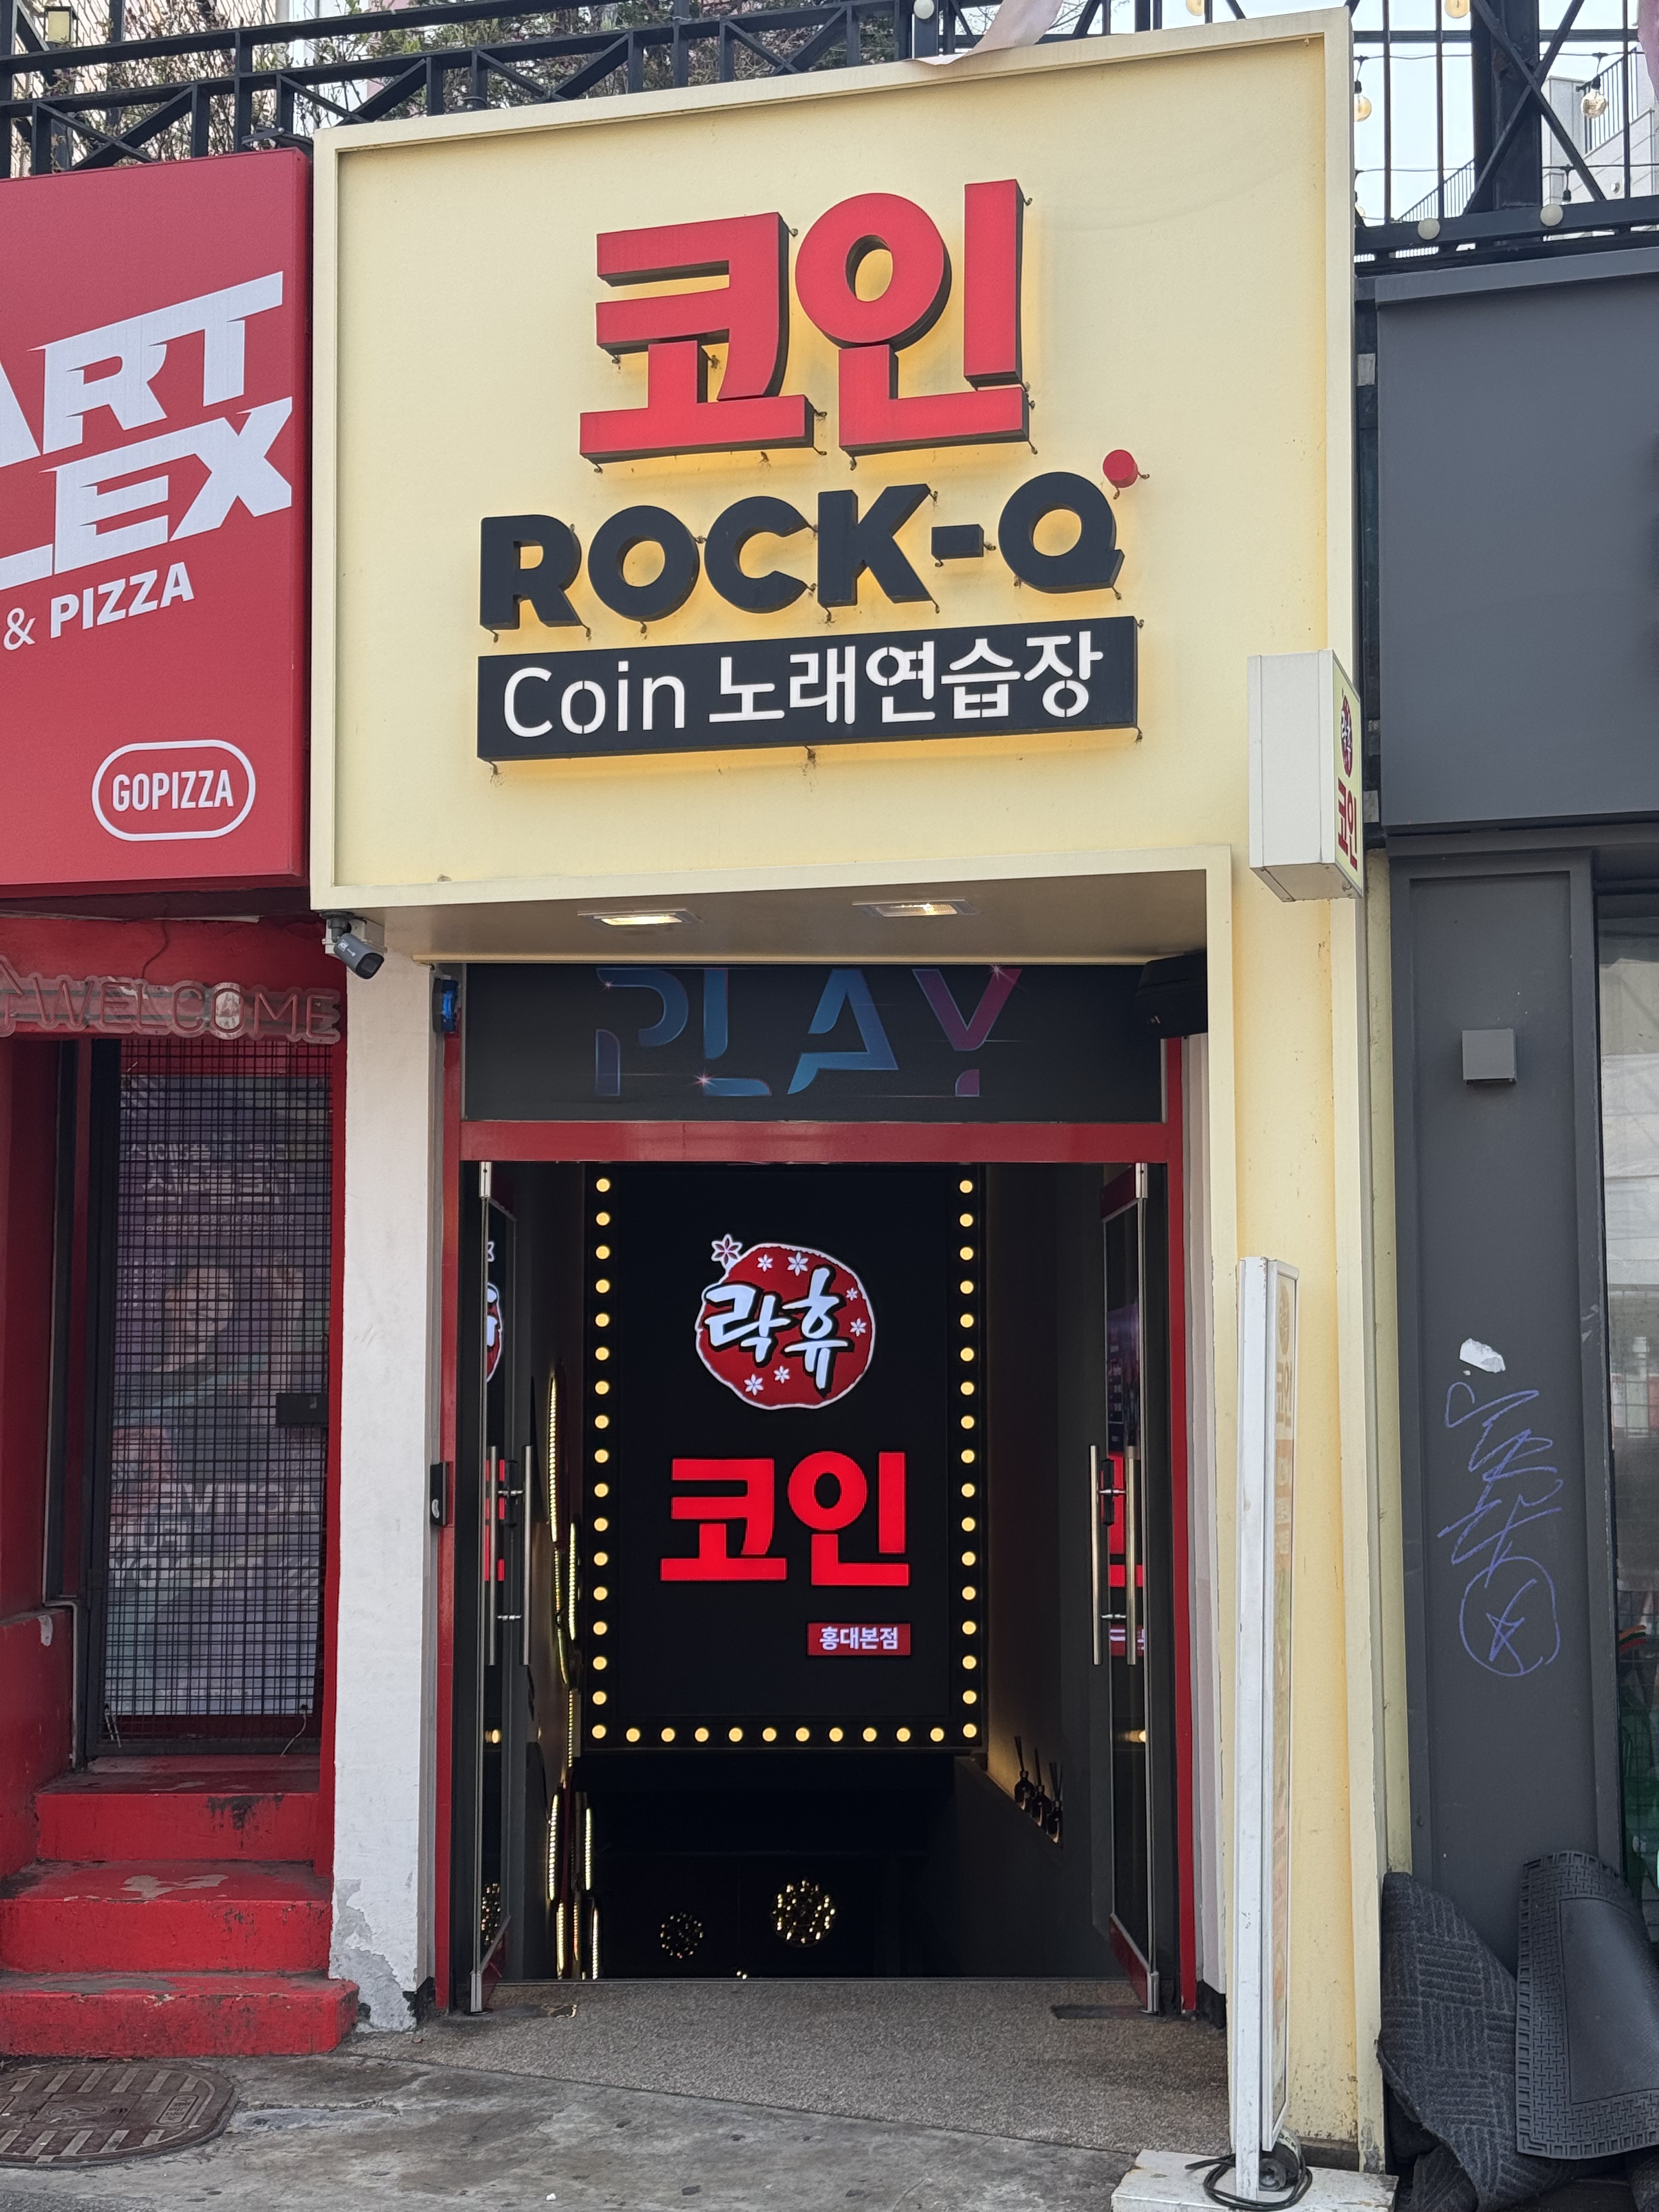 ART
LEX
& PIZZA
GOPIZZA
WELCOME
코인
ROCK-Q
Coin 노래연습장
코인
PLAY
락휴
코인
홍대본점